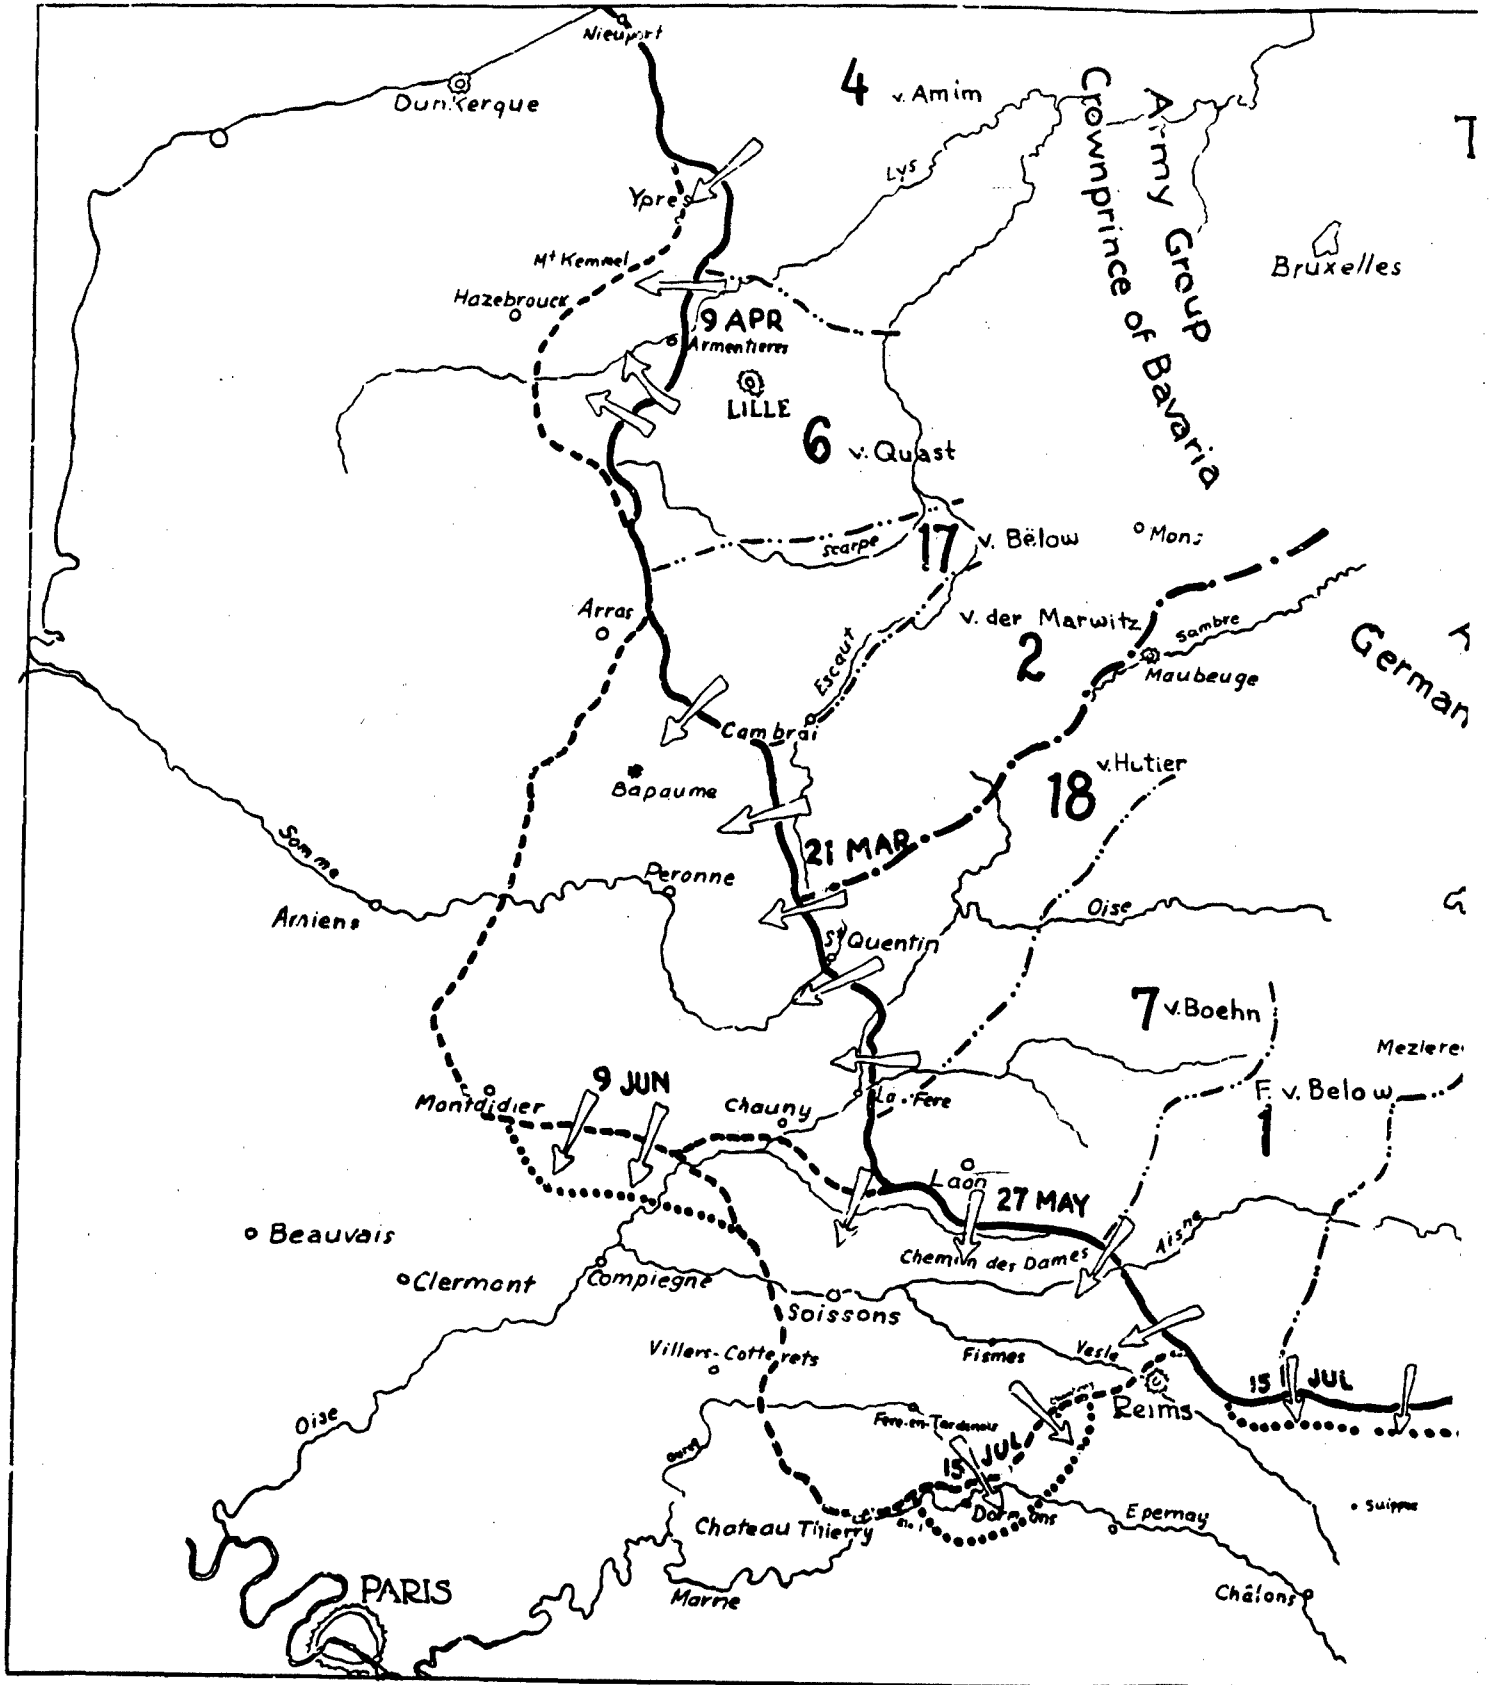 Nieuport
Dunkerque
4 v. Arnim
Lys
Army Group
Crownprince of Bavaria
Ypres
Bruxelles
Mt Kemmel
Hazebrouck
9 APR
Armentieres
LILLE
6 v. Quast
Scarpe
17 v. Bëlow
Mons
Arras
v. der Marwitz
2
Sambre
Maubeuge
German
Escaut
Cambrai
Bapaume
18 v. Hutier
21 MAR
Somme
Peronne
Amiens
Oise
St Quentin
7 v. Boehn
Meziere
9 JUN
Montdidier
Chauny
La Fere
F. v. Below
1
Laon
27 MAY
Aisne
Beauvais
Chemin des Dames
Clermont
Compiegne
Soissons
Villers-Cotterets
Fismes
Vesle
15 JUL
Reims
Oise
Fere-en-Tardenois
Ourcq
15 JUL
Dormans
Suippes
Chateau Thierry
Epernay
PARIS
Marne
Châlons